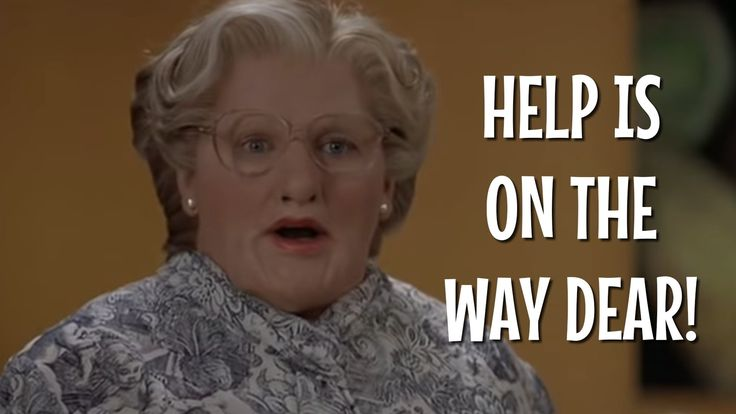 HELP IS
ON THE
WAY DEAR!